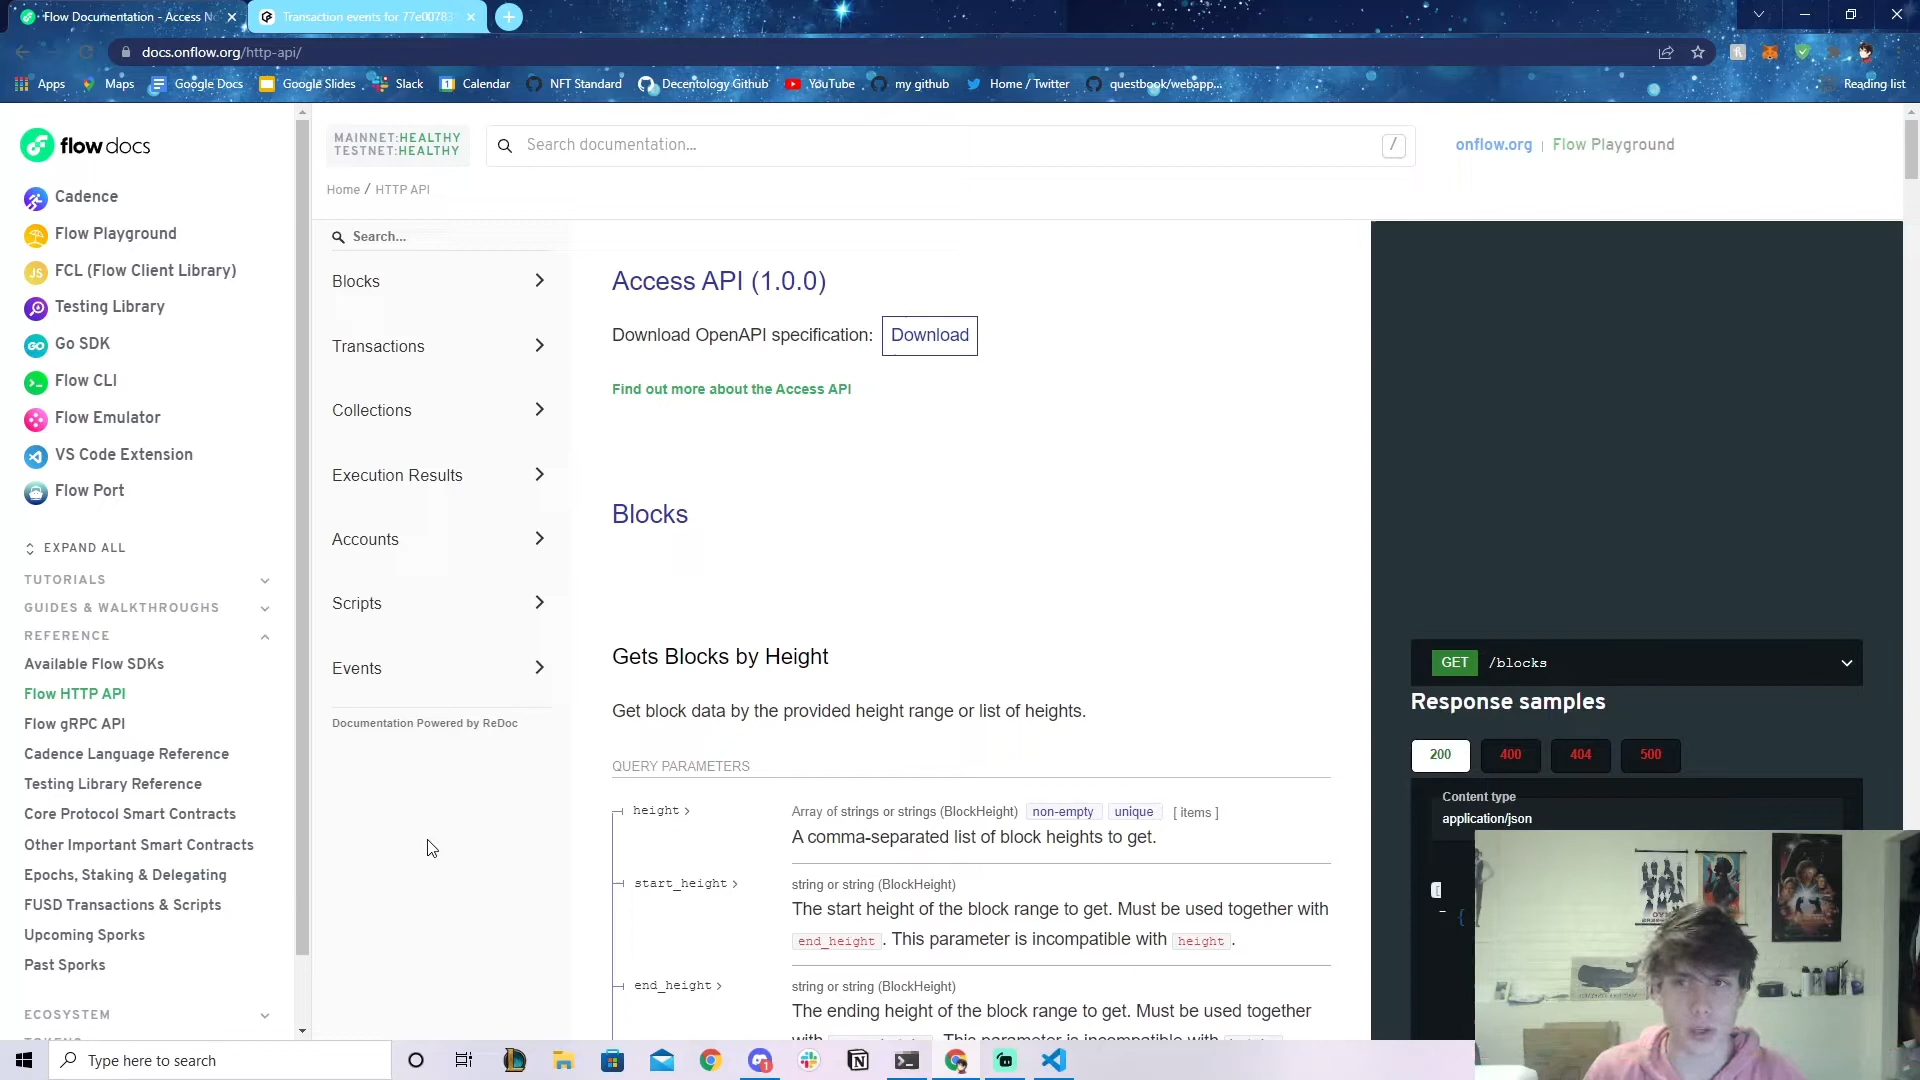 Flow Documentation - Access No
Transaction events for 77e00783
docs.onflow.org/http-api/
Apps
Maps
Google Docs
Google Slides
Slack
Calendar
NFT Standard
Decentology Github
YouTube
my github
Home / Twitter
questbook/webapp...
Reading list
flow docs
MAINNET:HEALTHY
TESTNET:HEALTHY
Search documentation...
/
onflow.org | Flow Playground
Home / HTTP API
Cadence
Flow Playground
FCL (Flow Client Library)
Testing Library
Go SDK
Flow CLI
Flow Emulator
VS Code Extension
Flow Port
EXPAND ALL
TUTORIALS
GUIDES & WALKTHROUGHS
REFERENCE
Available Flow SDKs
Flow HTTP API
Flow gRPC API
Cadence Language Reference
Testing Library Reference
Core Protocol Smart Contracts
Other Important Smart Contracts
Epochs, Staking & Delegating
FUSD Transactions & Scripts
Upcoming Sporks
Past Sporks
ECOSYSTEM
Search...
Blocks
Transactions
Collections
Execution Results
Accounts
Scripts
Events
Documentation Powered by ReDoc
Access API (1.0.0)
Download OpenAPI specification: Download
Find out more about the Access API
Blocks
Gets Blocks by Height
Get block data by the provided height range or list of heights.
QUERY PARAMETERS
height
Array of strings or strings (BlockHeight) non-empty unique [ items ]
A comma-separated list of block heights to get.
start_height
string or string (BlockHeight)
The start height of the block range to get. Must be used together with
end_height. This parameter is incompatible with height.
end_height
string or string (BlockHeight)
The ending height of the block range to get. Must be used together
GET /blocks
Response samples
200
400
404
500
Content type
application/json
[
- {
Type here to search